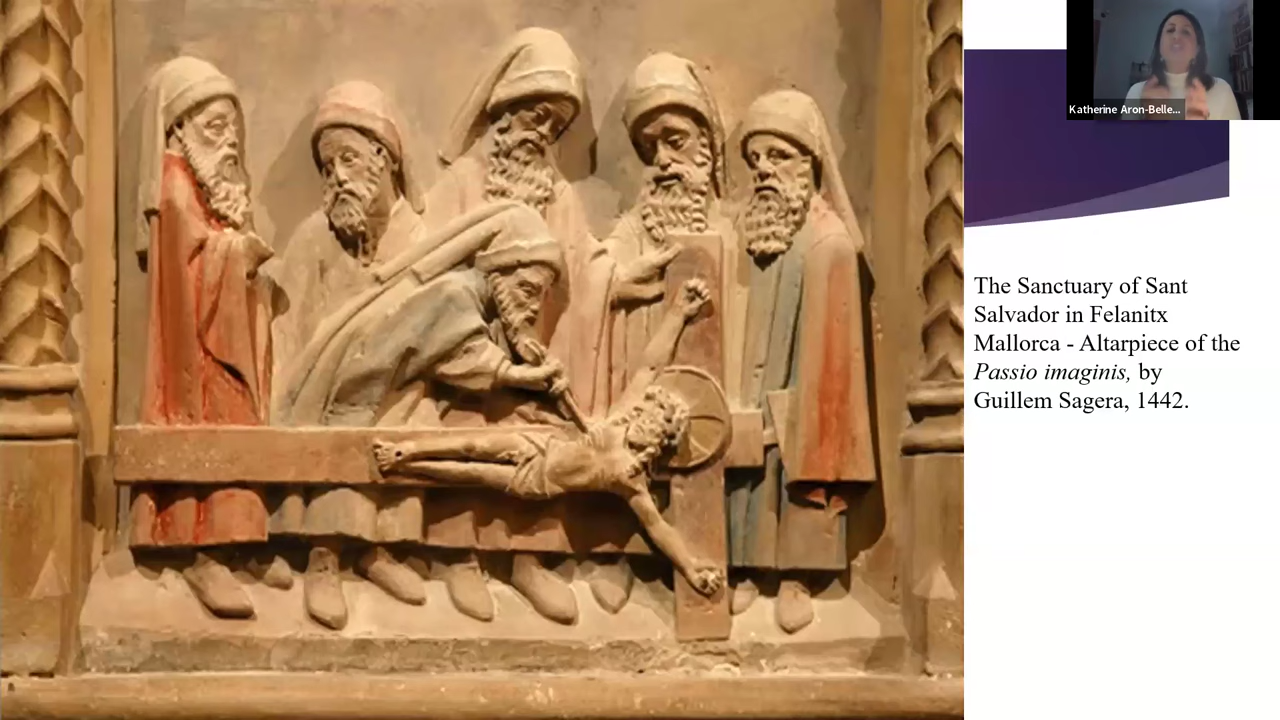 Katherine Aron-Belle...
The Sanctuary of Sant
Salvador in Felanitx
Mallorca - Altarpiece of the
Passio imaginis, by
Guillem Sagera, 1442.